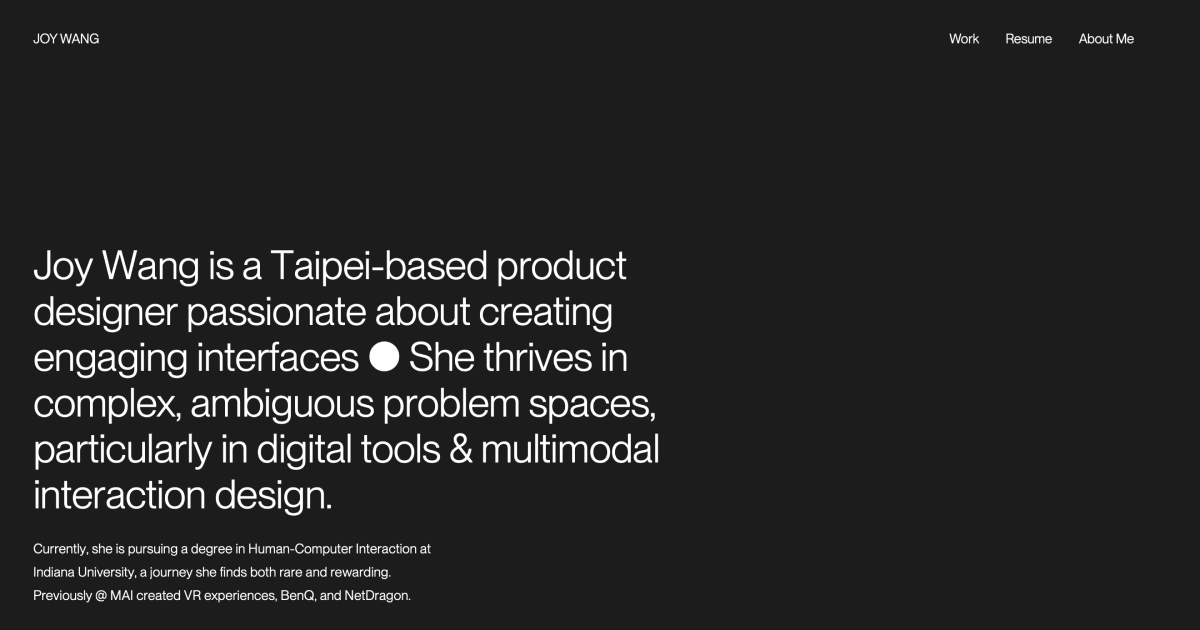 JOY WANG
Work Resume About Me
Joy Wang is a Taipei-based product
designer passionate about creating
engaging interfaces ● She thrives in
complex, ambiguous problem spaces,
particularly in digital tools & multimodal
interaction design.
Currently, she is pursuing a degree in Human-Computer Interaction at
Indiana University, a journey she finds both rare and rewarding.
Previously @ MAI created VR experiences, BenQ, and NetDragon.